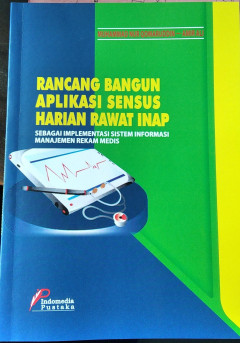 RANCANG BANGUN
APLIKASI SENSUS
HARIAN RAWAT INAP
SEBAGAI IMPLEMENTASI SISTEM INFORMASI
MANAJEMEN REKAM MEDIS
Indomedia
Pustaka